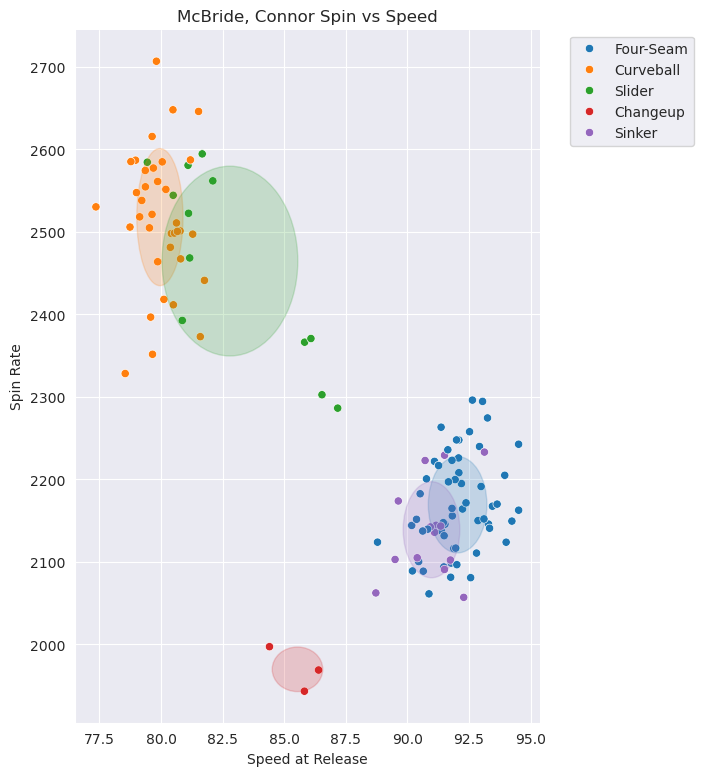 McBride, Connor Spin vs Speed
Four-Seam
Curveball
Slider
Changeup
Sinker
Spin Rate
2700
2600
2500
2400
2300
2200
2100
2000
77.5 80.0 82.5 85.0 87.5 90.0 92.5 95.0
Speed at Release